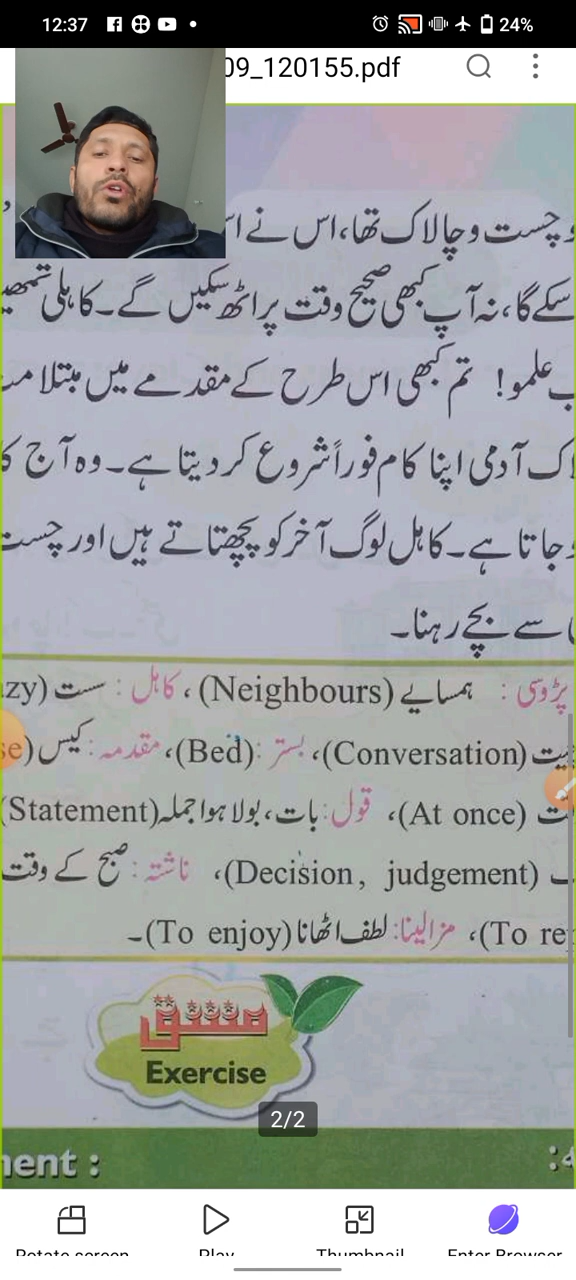 12:37
24%
09_120155.pdf
چست و چالاک تھا، اس نے
سکے گا، نہ آپ کبھی صحیح وقت پر اٹھ سکیں گے۔ کاہلی
علمو! تم کبھی اس طرح کے مقدمے میں مبتلا
آدمی اپنا کام فوراً شروع کر دیتا ہے۔ وہ آج
جاتا ہے۔ کاہل لوگ آخر کو پچھتاتے ہیں اور چست
سے بچے رہنا۔
پڑوسی : ہمسایے (Neighbours)، کاہل : سست (zy
(Conversation)، بستر : (Bed)، مقدمہ : کیس (se
(At once)، قول : بات، بولا ہوا جملہ (Statement)
(Decision, judgement)، ناشتہ : صبح کے وقت
(To re، مزا لینا : لطف اٹھانا (To enmjoy)۔
مشق
Exercise
2/2
nent :
Rotate screen
Play
Thumbnail
Enter Browser